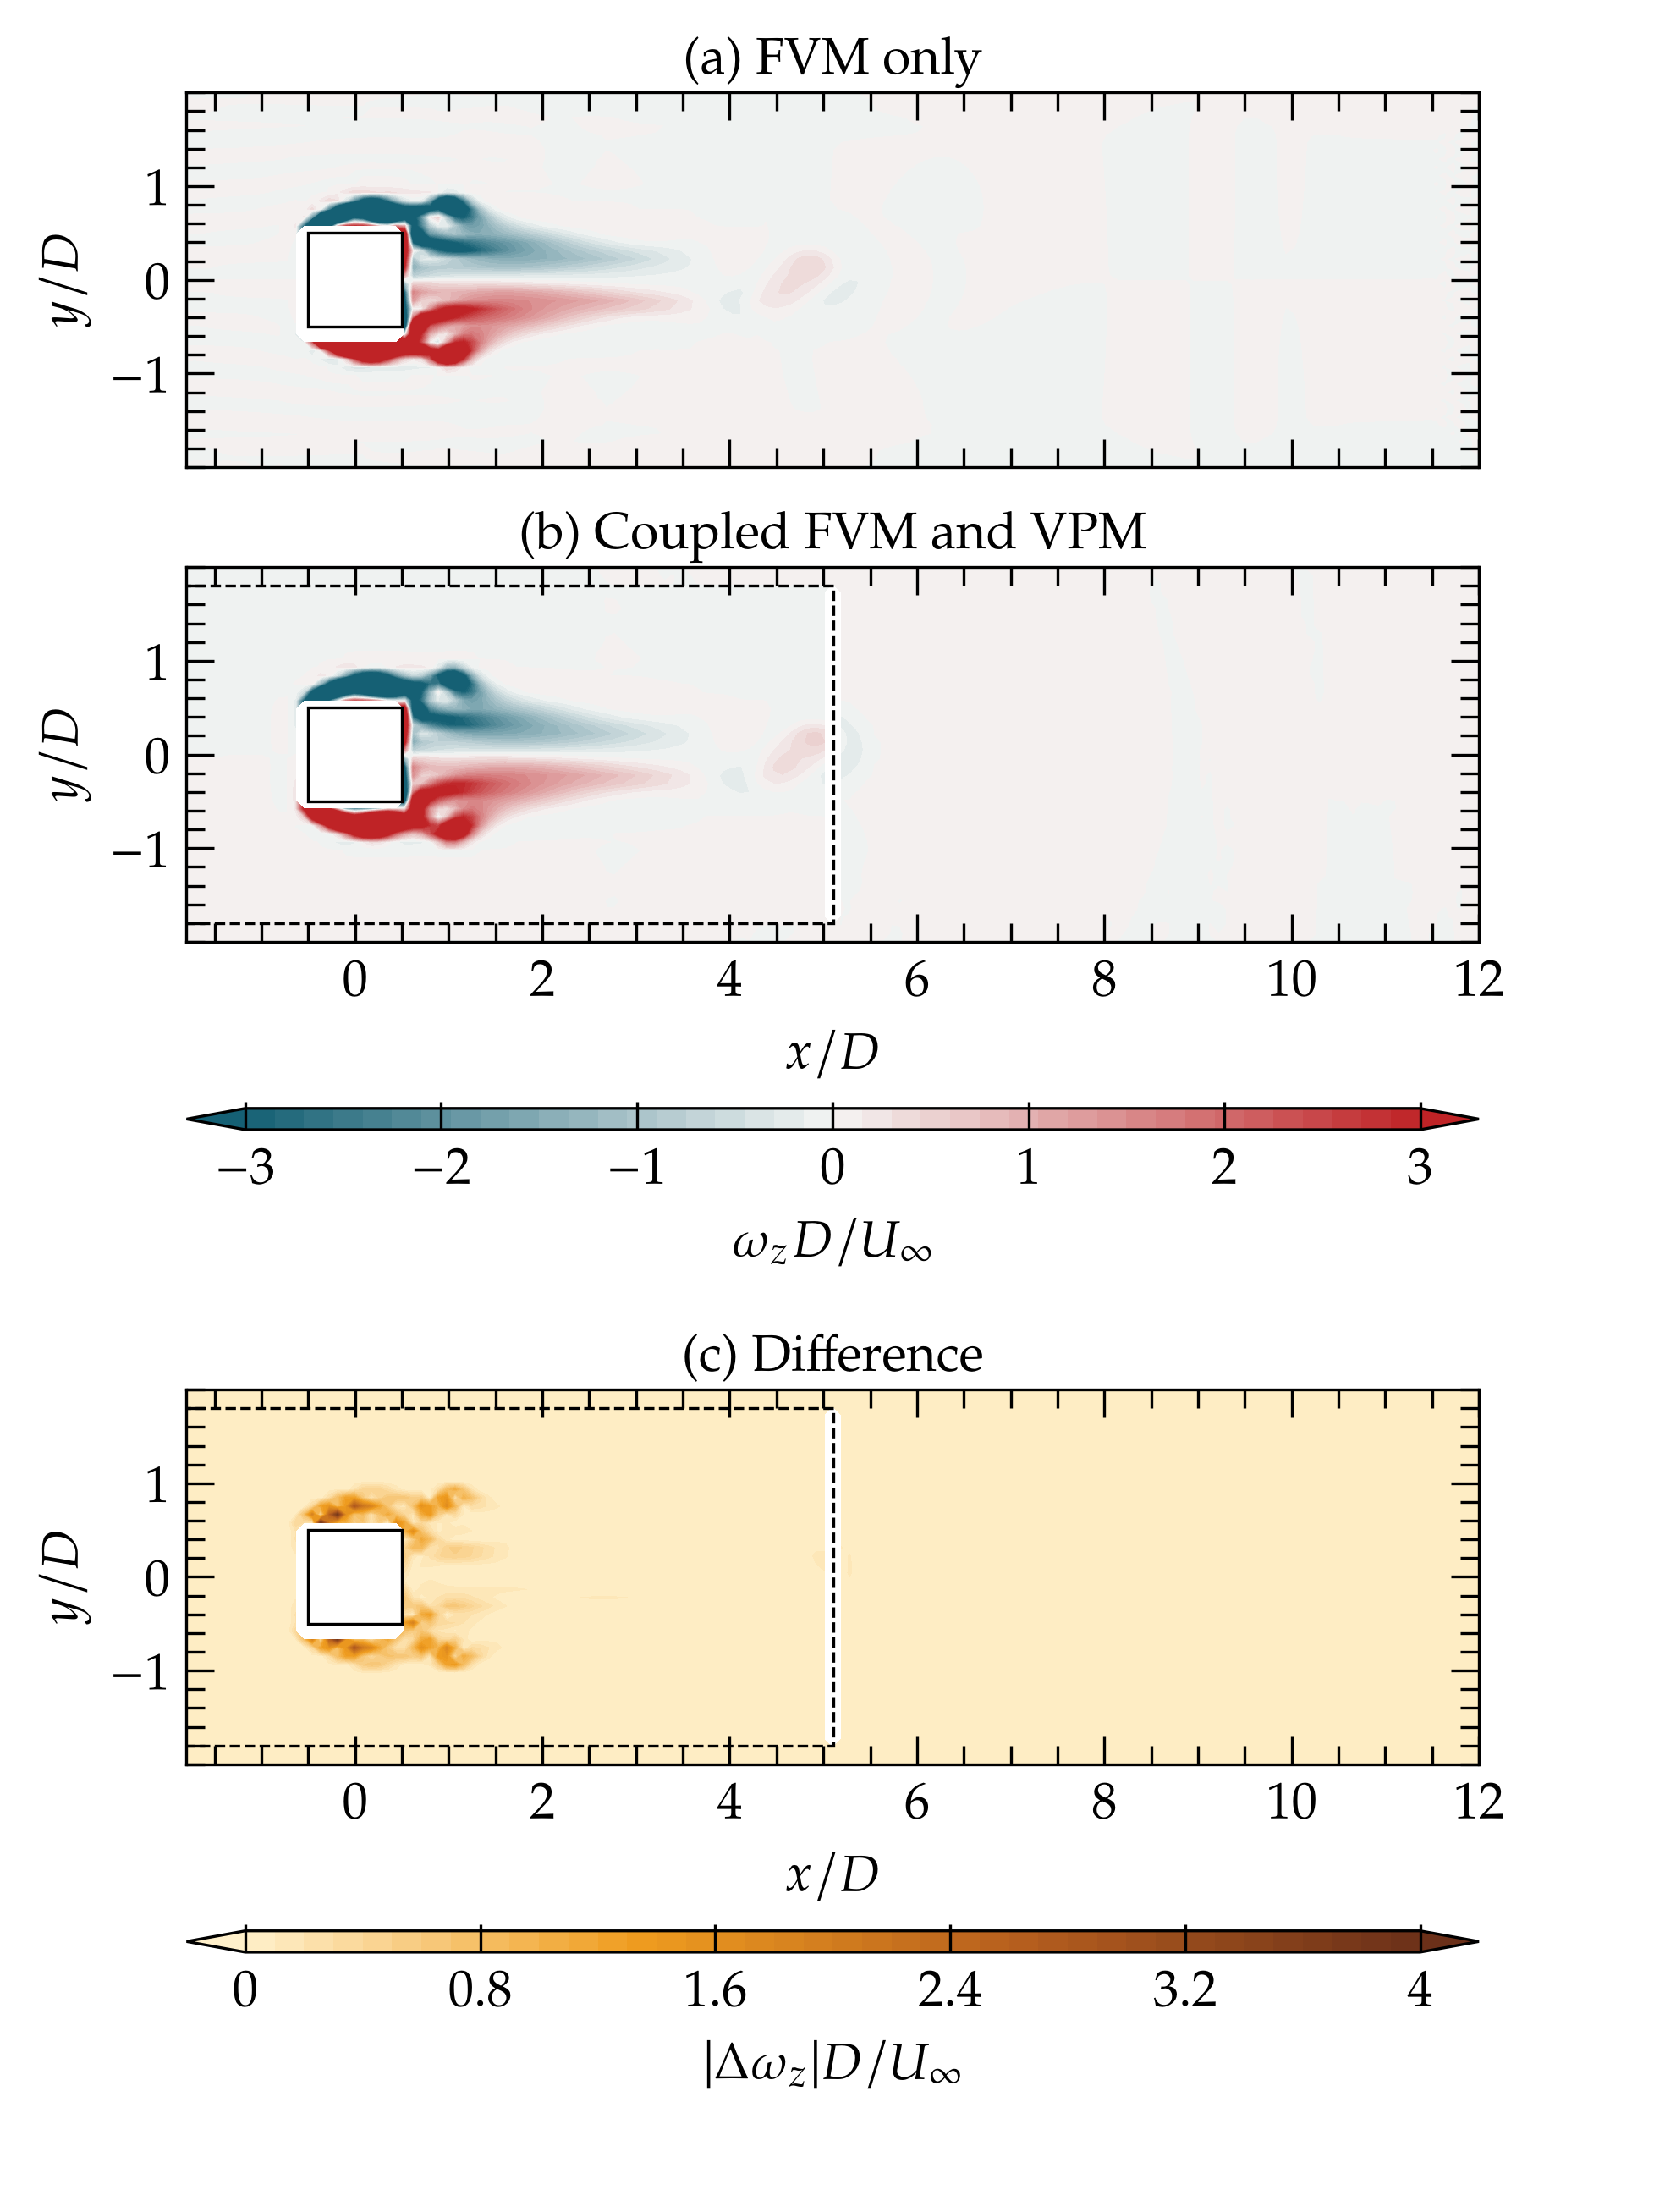 (a) FVM only
1
0
−1
y/D
(b) Coupled FVM and VPM
1
0
−1
y/D
0 2 4 6 8 10 12
x/D
−3 −2 −1 0 1 2 3
ω_z D/U_∞
(c) Difference
1
0
−1
y/D
0 2 4 6 8 10 12
x/D
0 0.8 1.6 2.4 3.2 4
|Δω_z|D/U_∞